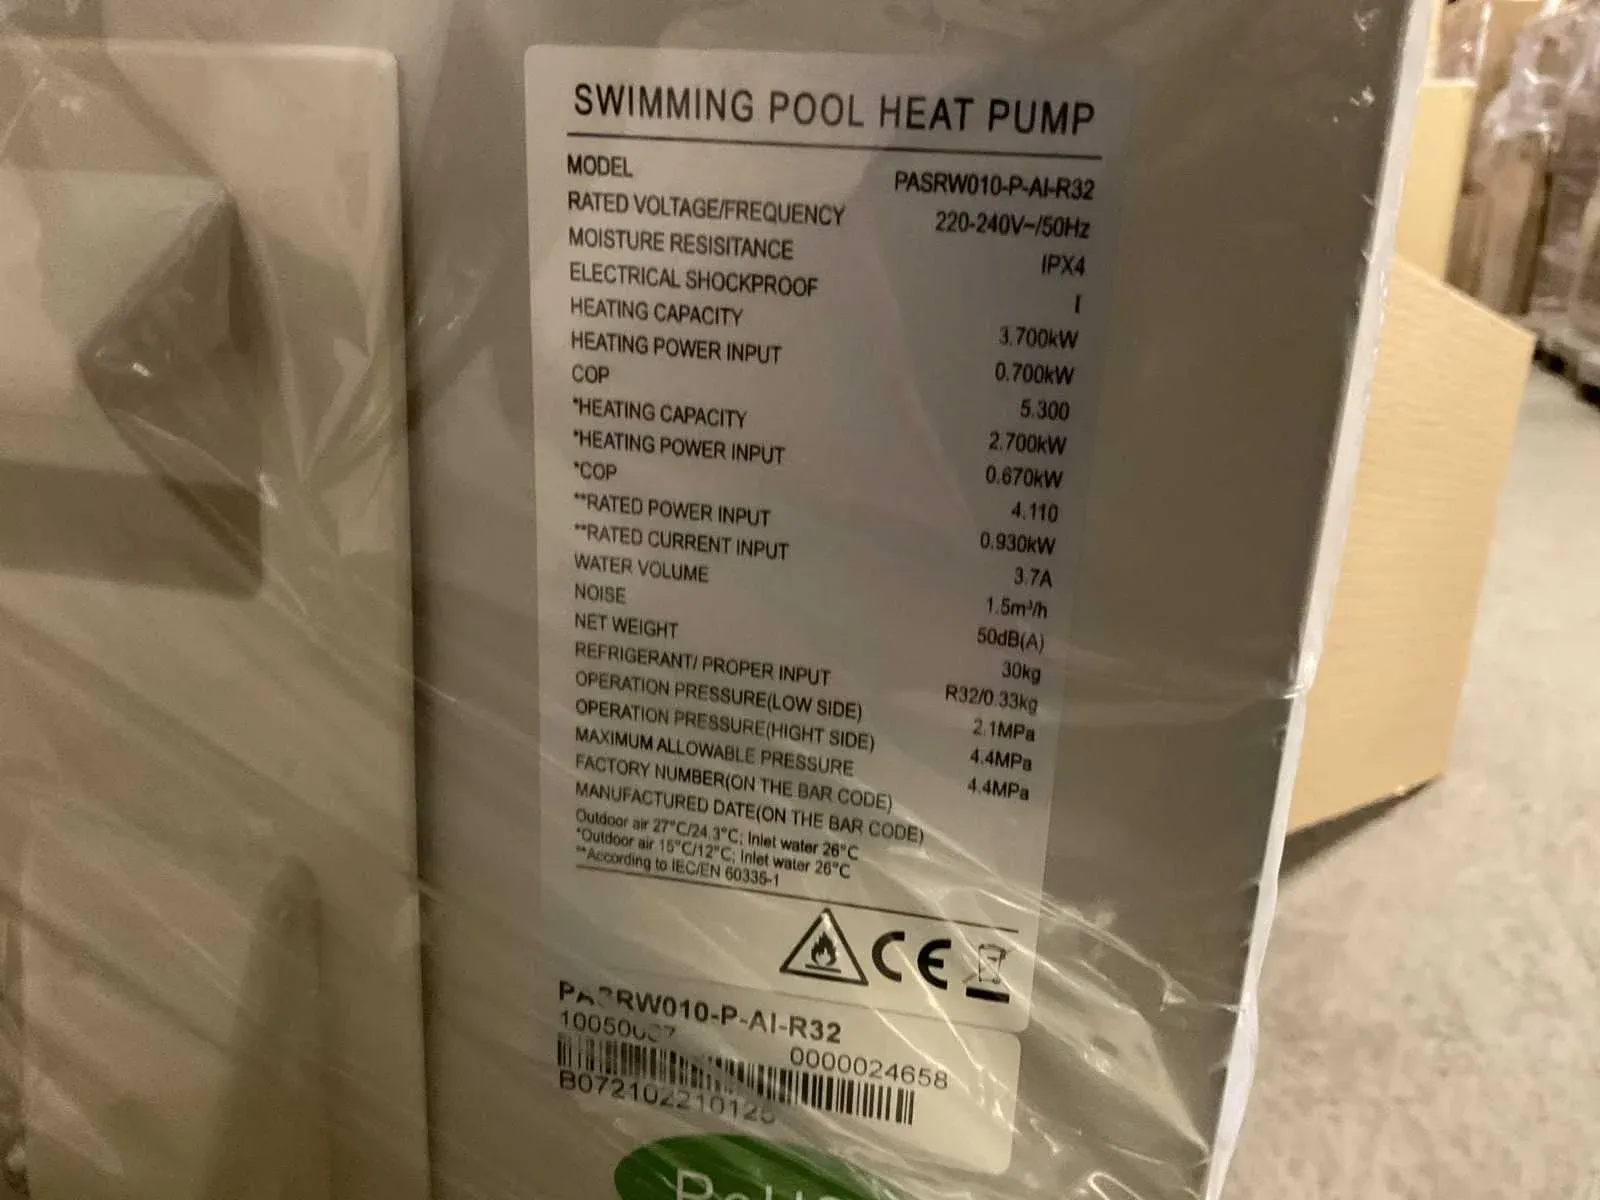 SWIMMING POOL HEAT PUMP
MODEL PASRW010-P-AI-R32
RATED VOLTAGE/FREQUENCY 220-240V~/50Hz
MOISTURE RESISITANCE IPX4
ELECTRICAL SHOCKPROOF I
HEATING CAPACITY 3.700kW
HEATING POWER INPUT 0.700kW
COP 5.300
*HEATING CAPACITY 2.700kW
*HEATING POWER INPUT 0.670kW
*COP 4.110
**RATED POWER INPUT 0.930kW
**RATED CURRENT INPUT 3.7A
WATER VOLUME 1.5m³/h
NOISE 50dB(A)
NET WEIGHT 30kg
REFRIGERANT/ PROPER INPUT R32/0.33kg
OPERATION PRESSURE(LOW SIDE) 2.1MPa
OPERATION PRESSURE(HIGHT SIDE) 4.4MPa
MAXIMUM ALLOWABLE PRESSURE 4.4MPa
FACTORY NUMBER(ON THE BAR CODE)
MANUFACTURED DATE(ON THE BAR CODE)
Outdoor air 27°C/24.3°C; Inlet water 26°C
*Outdoor air 15°C/12°C; Inlet water 26°C
**According to IEC/EN 60335-1
CE
PASRW010-P-AI-R32
0000024658